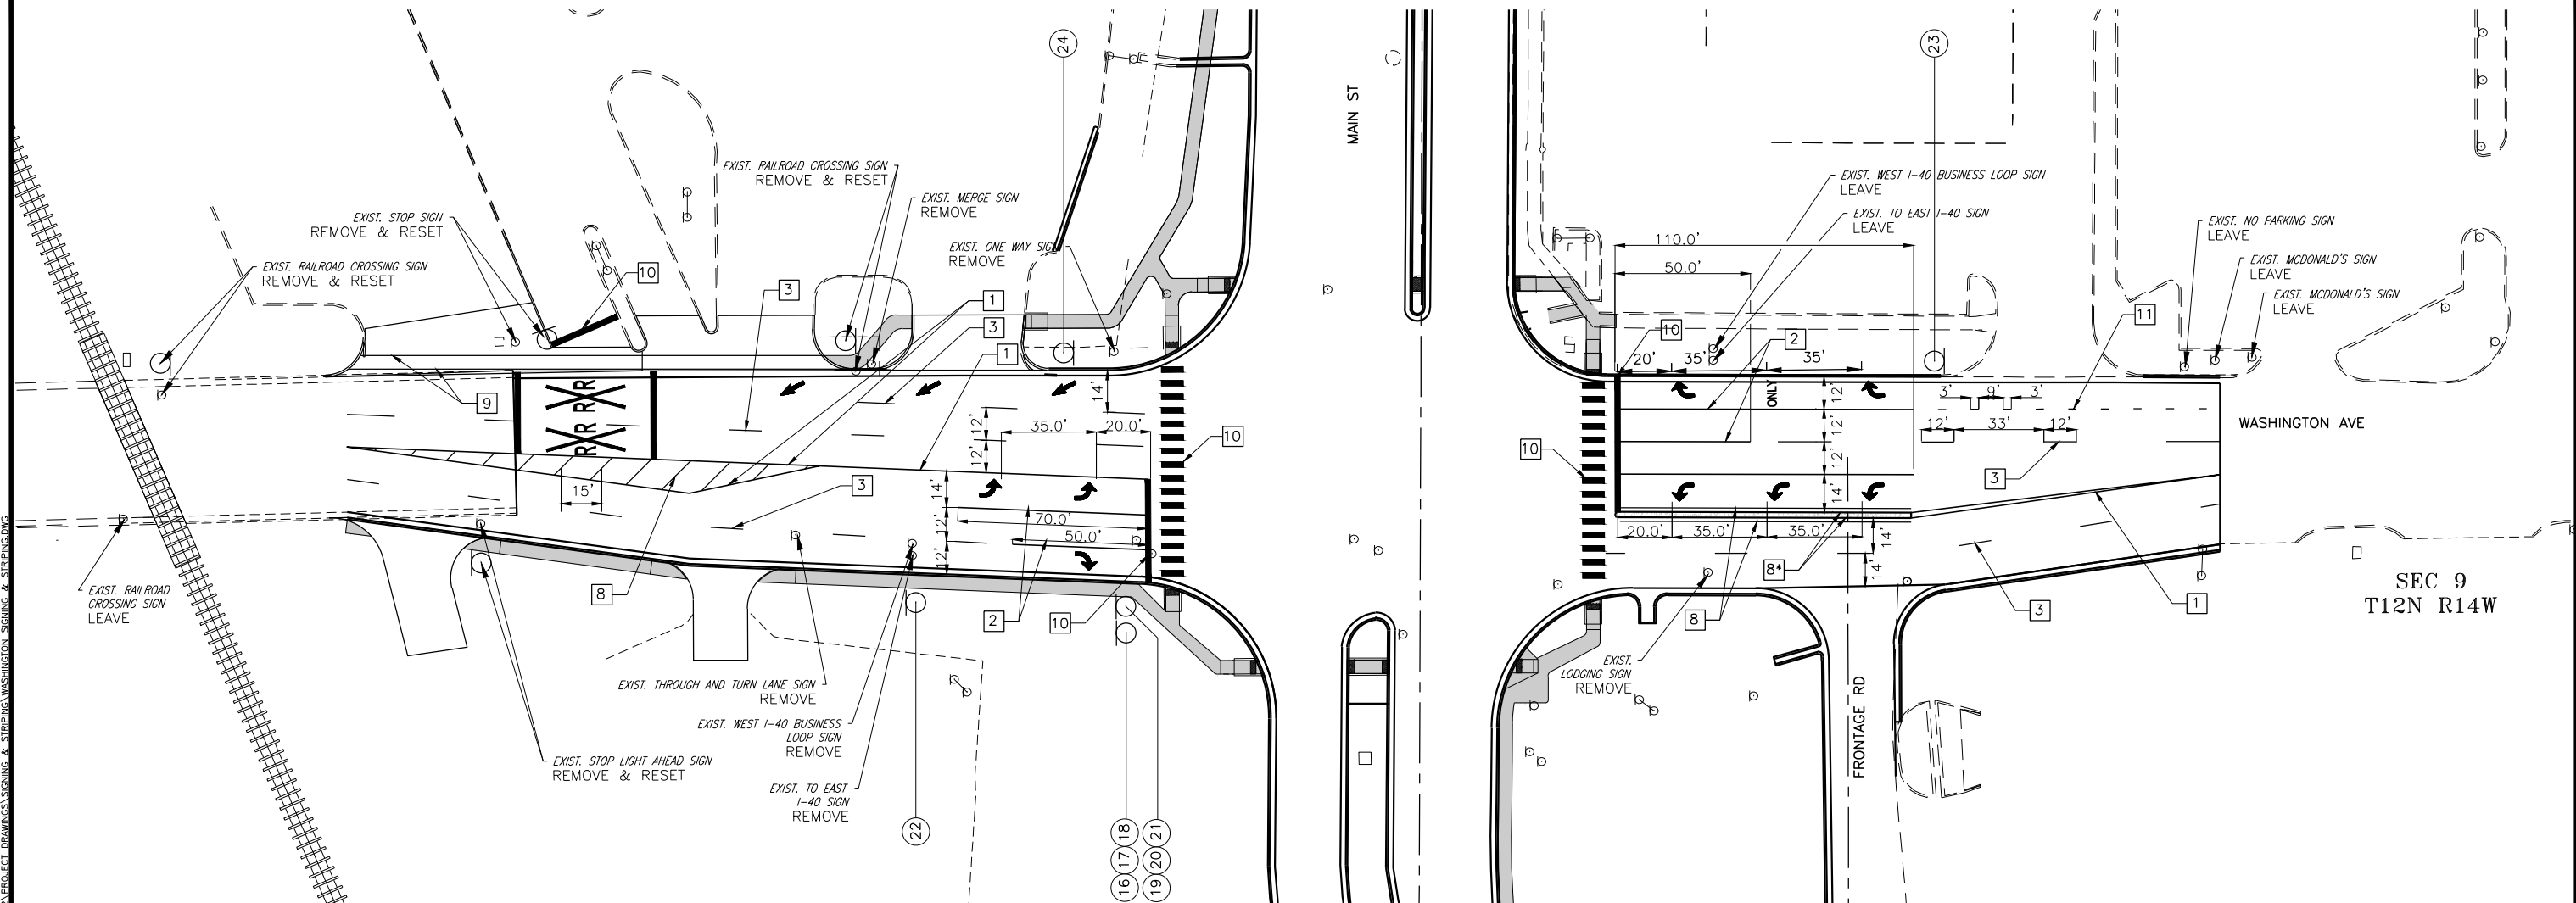 24
23
MAIN ST
EXIST. RAILROAD CROSSING SIGN
REMOVE & RESET
EXIST. MERGE SIGN
REMOVE
EXIST. STOP SIGN
REMOVE & RESET
EXIST. ONE WAY SIGN
REMOVE
EXIST. RAILROAD CROSSING SIGN
REMOVE & RESET
10
3
1
3
1
9
EXIST. WEST I-40 BUSINESS LOOP SIGN
LEAVE
EXIST. TO EAST I-40 SIGN
LEAVE
EXIST. NO PARKING SIGN
LEAVE
EXIST. MCDONALD'S SIGN
LEAVE
EXIST. MCDONALD'S SIGN
LEAVE
110.0'
50.0'
10
2
11
20'
35'
35'
ONLY
12'
12'
12'
14'
3'
9'
3'
12'
33'
12'
WASHINGTON AVE
3
R R
R R
14'
12'
12'
35.0'
20.0'
10
10
15'
3
14'
12'
12'
70.0'
50.0'
20.0'
35.0'
35.0'
14'
14'
8*
8
3
1
SEC 9
T12N R14W
EXIST. RAILROAD
CROSSING SIGN
LEAVE
8
2
10
EXIST. THROUGH AND TURN LANE SIGN
REMOVE
EXIST. WEST I-40 BUSINESS
LOOP SIGN
REMOVE
EXIST. STOP LIGHT AHEAD SIGN
REMOVE & RESET
EXIST. TO EAST
I-40 SIGN
REMOVE
EXIST.
LODGING SIGN
REMOVE
FRONTAGE RD
22
16 17 18
19 20 21
\PROJECT DRAWINGS\SIGNING & STRIPING\WASHINGTON SIGNING & STRIPING.DWG